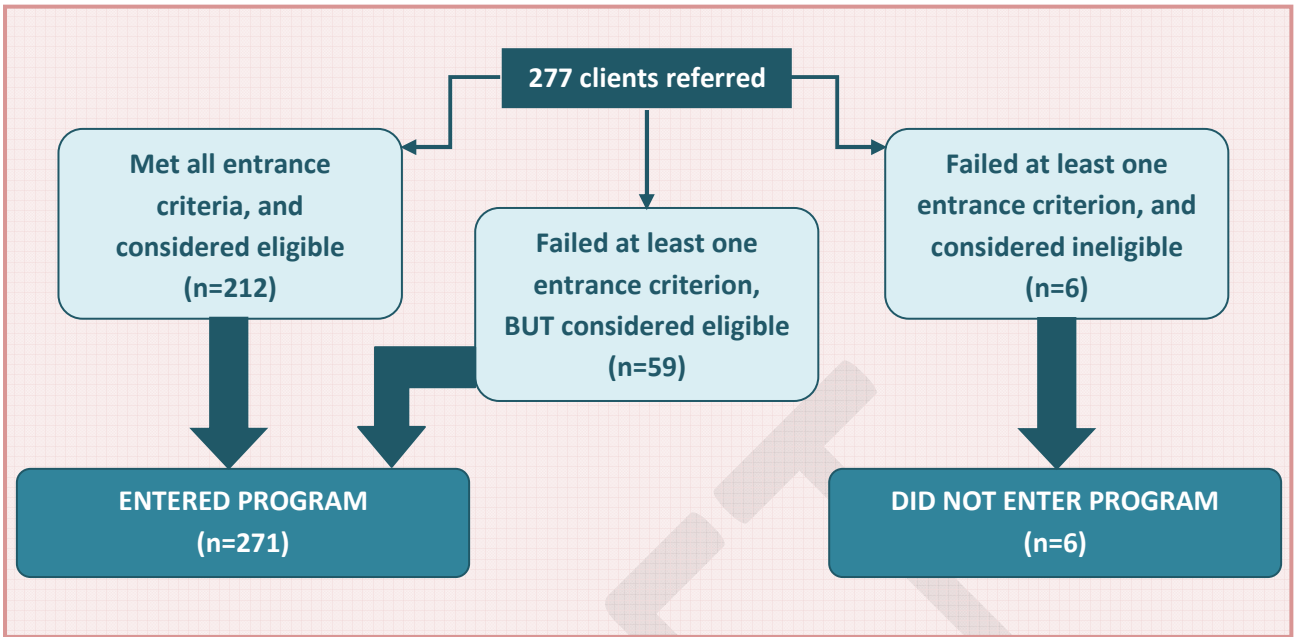 277 clients referred
Met all entrance
criteria, and
considered eligible
(n=212)
Failed at least one
entrance criterion,
BUT considered eligible
(n=59)
Failed at least one
entrance criterion, and
considered ineligible
(n=6)
ENTERED PROGRAM
(n=271)
DID NOT ENTER PROGRAM
(n=6)